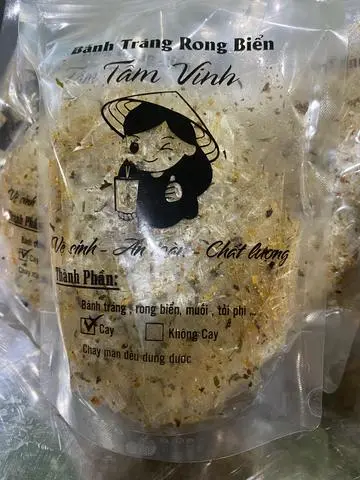 Bánh Tráng Rong Biển
Tâm Vinh
Vệ sinh - An toàn - Chất lượng
Thành Phần:
Bánh tráng , rong biển, muối , tỏi phi ...
Cay
Không Cay
Chay mặn đều dùng được